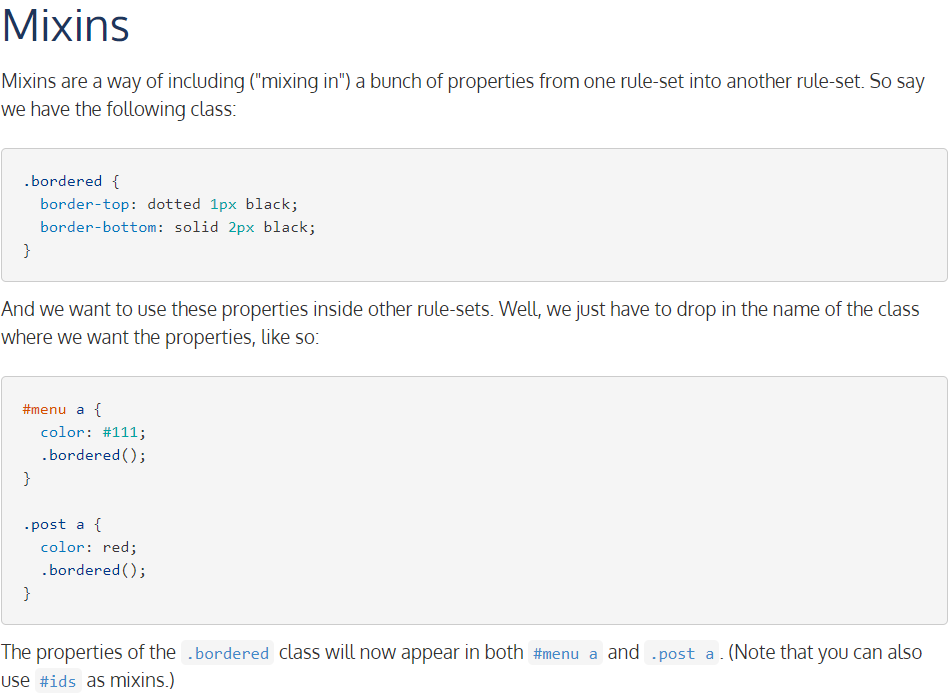 Mixins
Mixins are a way of including ("mixing in") a bunch of properties from one rule-set into another rule-set. So say
we have the following class:
.bordered {
  border-top: dotted 1px black;
  border-bottom: solid 2px black;
}
And we want to use these properties inside other rule-sets. Well, we just have to drop in the name of the class
where we want the properties, like so:
#menu a {
  color: #111;
  .bordered();
}
.post a {
  color: red;
  .bordered();
}
The properties of the .bordered class will now appear in both #menu a and .post a. (Note that you can also
use #ids as mixins.)